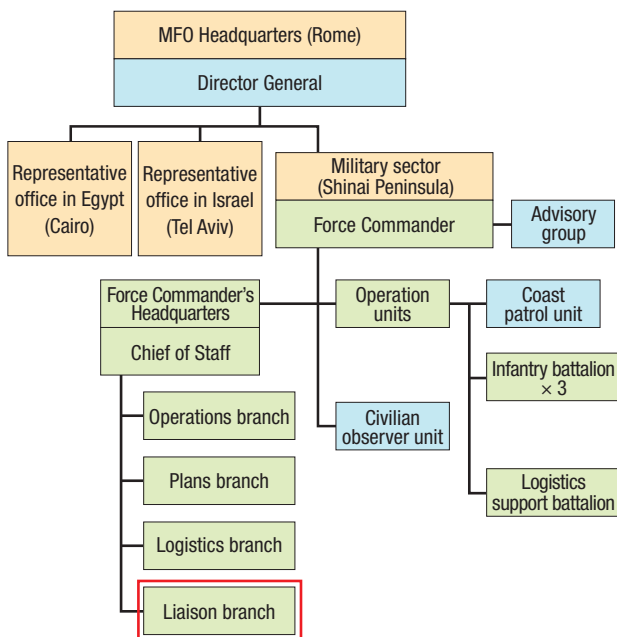 MFO Headquarters (Rome)
Director General
Representative
office in Egypt
(Cairo)
Representative
office in Israel
(Tel Aviv)
Military sector
(Shinai Peninsula)
Force Commander
Advisory
group
Force Commander's
Headquarters
Chief of Staff
Operation
units
Coast
patrol unit
Infantry battalion
× 3
Logistics
support battalion
Civilian
observer unit
Operations branch
Plans branch
Logistics branch
Liaison branch